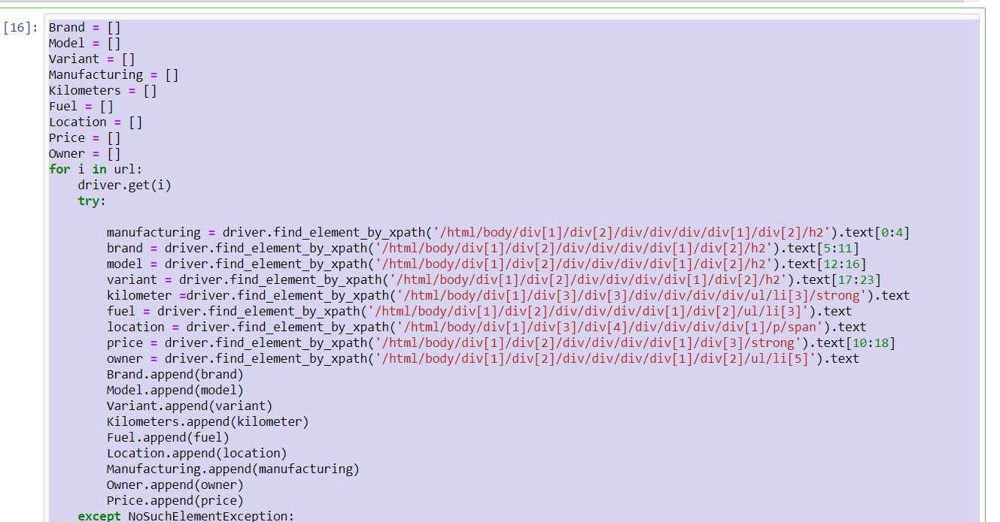 [16]: Brand = []
Model = []
Variant = []
Manufacturing = []
Kilometers = []
Fuel = []
Location = []
Price = []
Owner = []
for i in url:
    driver.get(i)
    try:

        manufacturing = driver.find_element_by_xpath('/html/body/div[1]/div[2]/div/div/div/div[1]/div[2]/h2').text[0:4]
        brand = driver.find_element_by_xpath('/html/body/div[1]/div[2]/div/div/div/div[1]/div[2]/h2').text[5:11]
        model = driver.find_element_by_xpath('/html/body/div[1]/div[2]/div/div/div/div[1]/div[2]/h2').text[12:16]
        variant = driver.find_element_by_xpath('/html/body/div[1]/div[2]/div/div/div/div[1]/div[2]/h2').text[17:23]
        kilometer =driver.find_element_by_xpath('/html/body/div[1]/div[3]/div[3]/div/div/div/div/ul/li[3]/strong').text
        fuel = driver.find_element_by_xpath('/html/body/div[1]/div[2]/div/div/div/div[1]/div[2]/ul/li[3]').text
        location = driver.find_element_by_xpath('/html/body/div[1]/div[3]/div[4]/div/div/div/div[1]/p/span').text
        price = driver.find_element_by_xpath('/html/body/div[1]/div[2]/div/div/div/div[1]/div[3]/strong').text[10:18]
        owner = driver.find_element_by_xpath('/html/body/div[1]/div[2]/div/div/div/div[1]/div[2]/ul/li[5]').text
        Brand.append(brand)
        Model.append(model)
        Variant.append(variant)
        Kilometers.append(kilometer)
        Fuel.append(fuel)
        Location.append(location)
        Manufacturing.append(manufacturing)
        Owner.append(owner)
        Price.append(price)
    except NoSuchElementException: